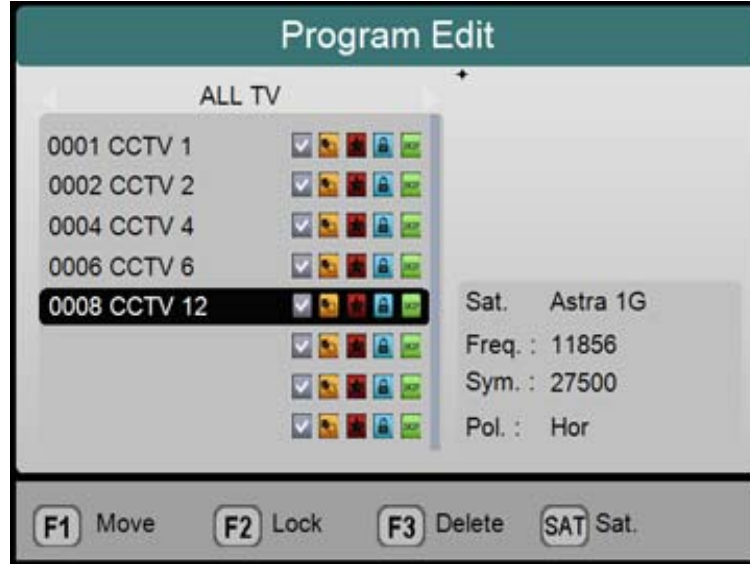 Program Edit
ALL TV
0001 CCTV 1
0002 CCTV 2
0004 CCTV 4
0006 CCTV 6
0008 CCTV 12
Sat. Astra 1G
Freq. : 11856
Sym. : 27500
Pol. : Hor
F1 Move F2 Lock F3 Delete SAT Sat.